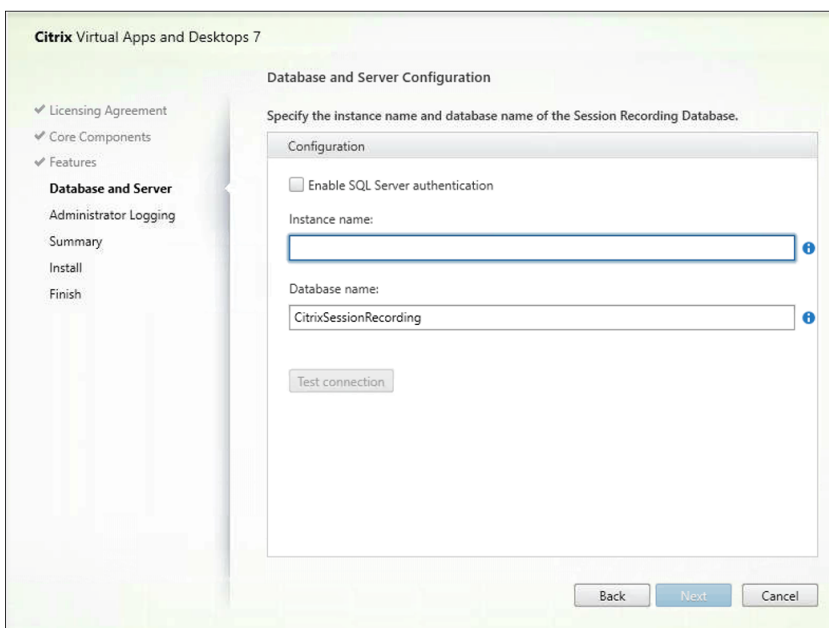 Citrix Virtual Apps and Desktops 7
Licensing Agreement
Core Components
Features
Database and Server
Administrator Logging
Summary
Install
Finish
Database and Server Configuration
Specify the instance name and database name of the Session Recording Database.
Configuration
Enable SQL Server authentication
Instance name:
Database name:
CitrixSessionRecording
Test connection
Back
Next
Cancel